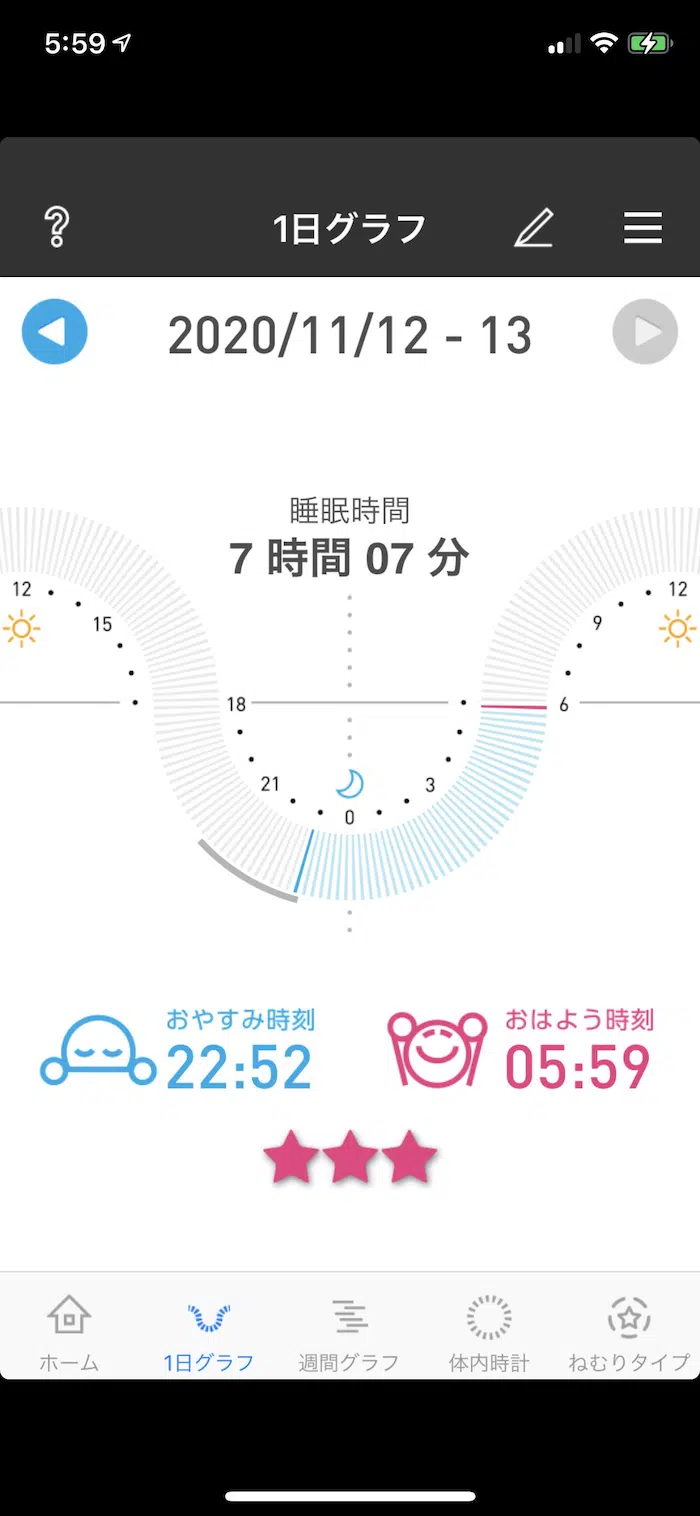 5:59
?
1日グラフ
2020/11/12 - 13
睡眠時間
7 時間 07 分
12
15
18
21
0
3
6
9
12
おやすみ時刻
22:52
おはよう時刻
05:59
ホーム
1日グラフ
週間グラフ
体内時計
ねむりタイプ